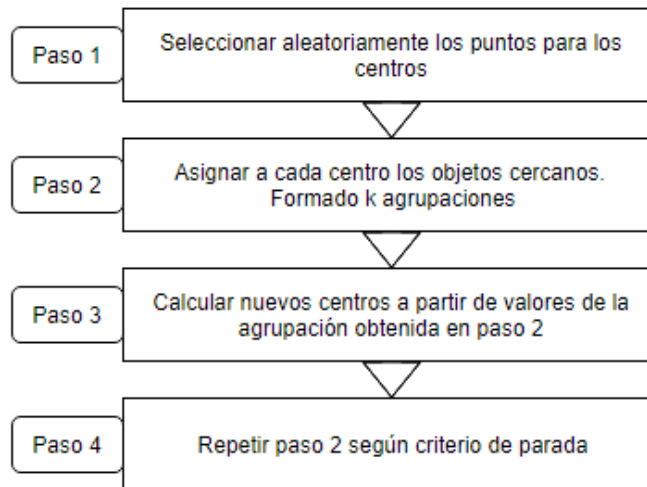 Paso 1
Seleccionar aleatoriamente los puntos para los
centros
Paso 2
Asignar a cada centro los objetos cercanos.
Formado k agrupaciones
Paso 3
Calcular nuevos centros a partir de valores de la
agrupación obtenida en paso 2
Paso 4
Repetir paso 2 según criterio de parada